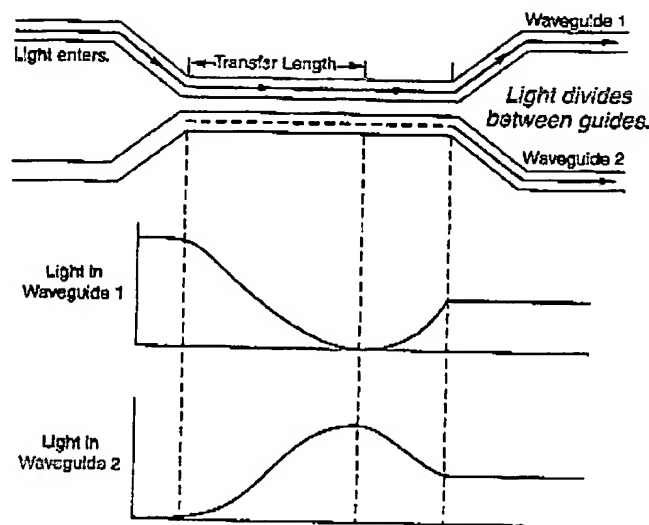 Waveguide 1
Light enters.
Transfer Length
Light divides
between guides.
Waveguide 2
Light in
Waveguide 1
Light in
Waveguide 2